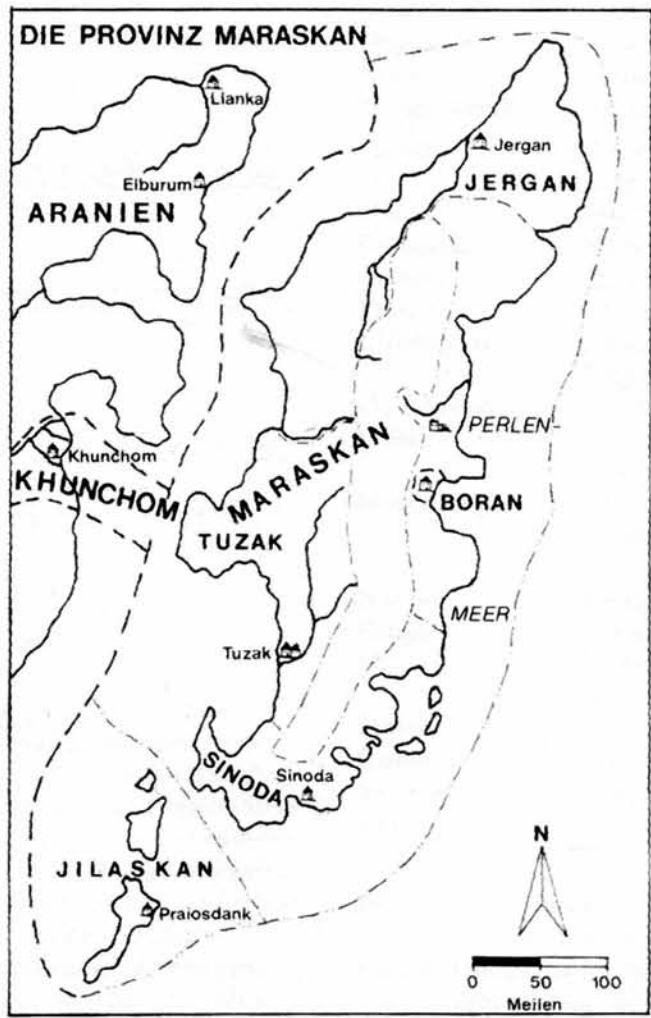 DIE PROVINZ MARASKAN
Lianka
Jergan
JERGAN
Elburum
ARANIEN
PERLEN-
Khunchom
KHUNCHOM
MARASKAN
BORAN
TUZAK
MEER
Tuzak
SINODA
Sinoda
N
JILASKAN
Praiosdank
0 50 100
Meilen